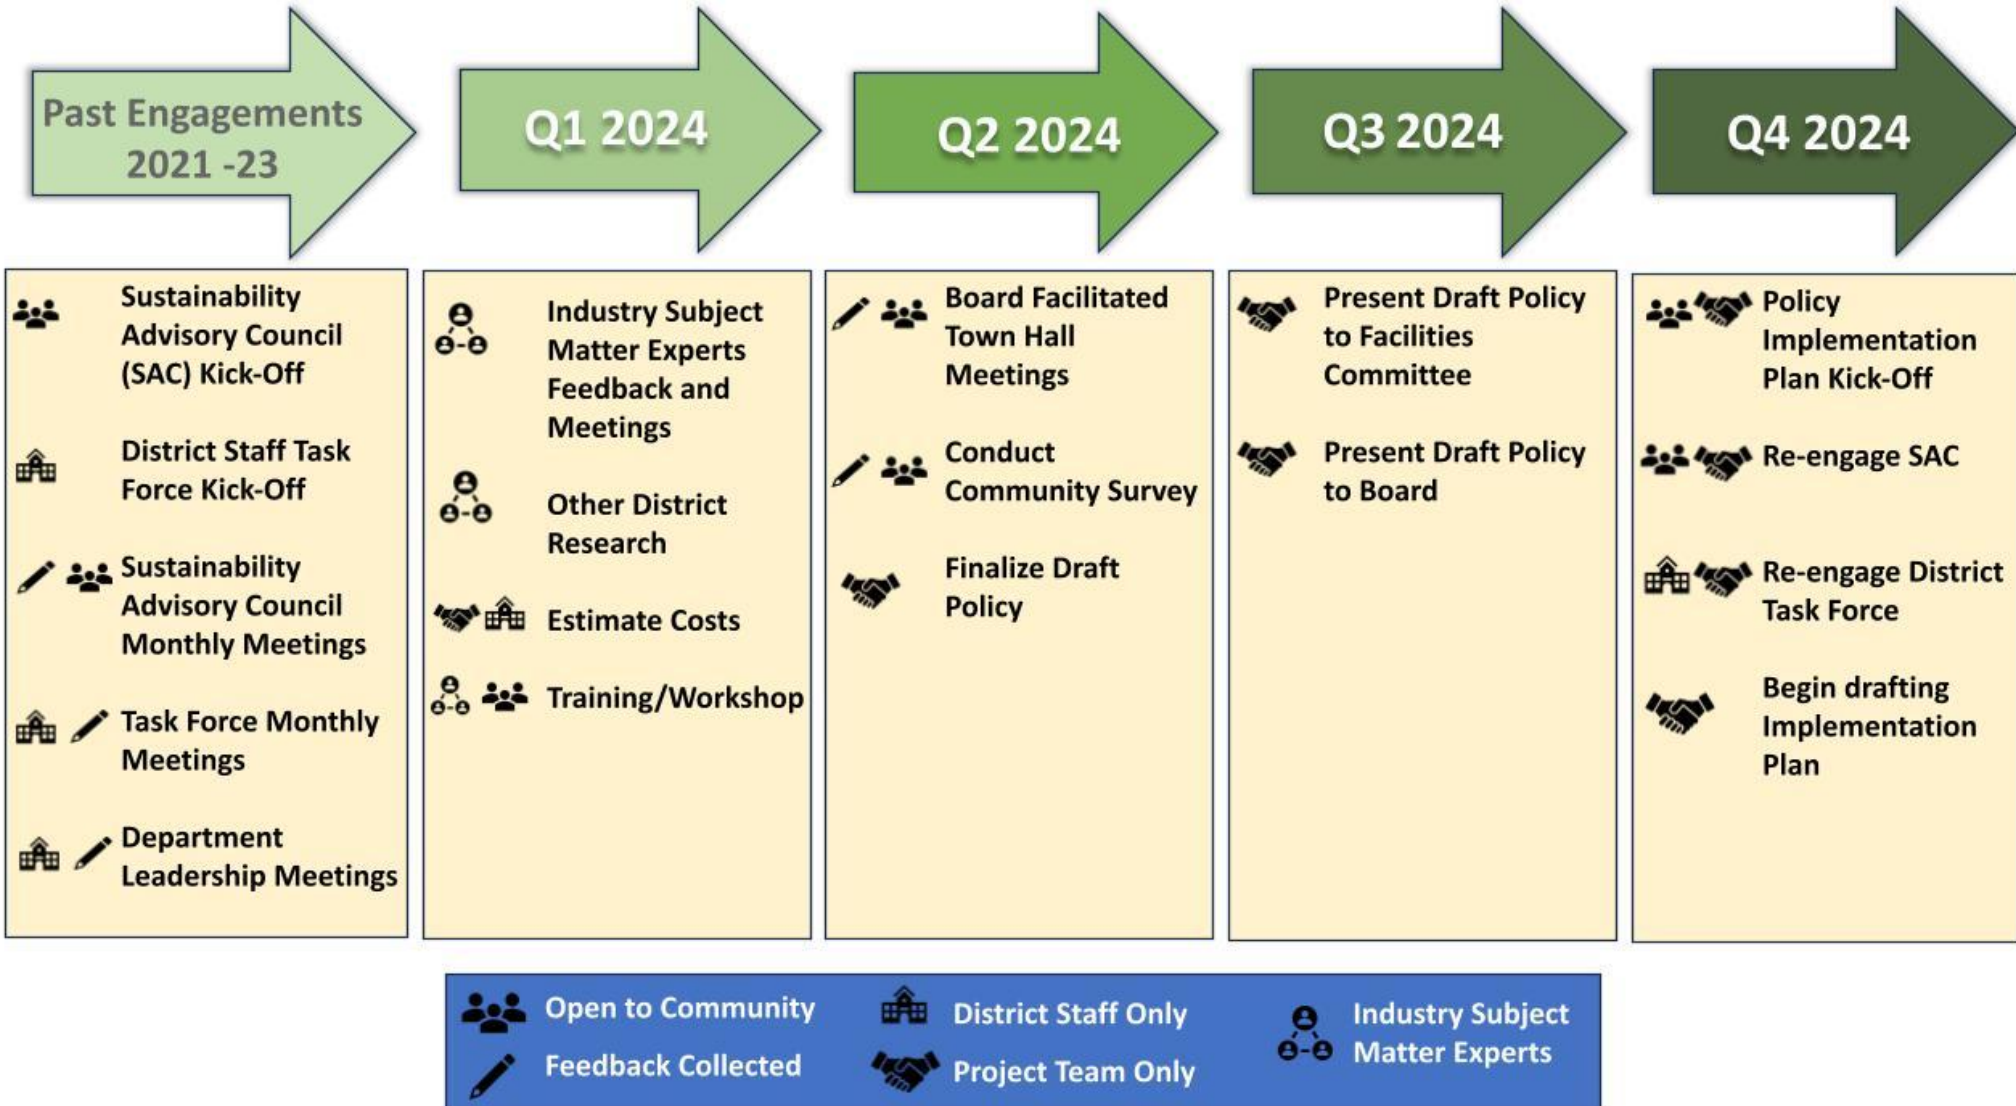 Past Engagements
2021 -23
Q1 2024
Q2 2024
Q3 2024
Q4 2024
Sustainability
Advisory Council
(SAC) Kick-Off
District Staff Task
Force Kick-Off
Sustainability
Advisory Council
Monthly Meetings
Task Force Monthly
Meetings
Department
Leadership Meetings
Industry Subject
Matter Experts
Feedback and
Meetings
Other District
Research
Estimate Costs
Training/Workshop
Board Facilitated
Town Hall
Meetings
Conduct
Community Survey
Finalize Draft
Policy
Present Draft Policy
to Facilities
Committee
Present Draft Policy
to Board
Policy
Implementation
Plan Kick-Off
Re-engage SAC
Re-engage District
Task Force
Begin drafting
Implementation
Plan
Open to Community
Feedback Collected
District Staff Only
Project Team Only
Industry Subject
Matter Experts